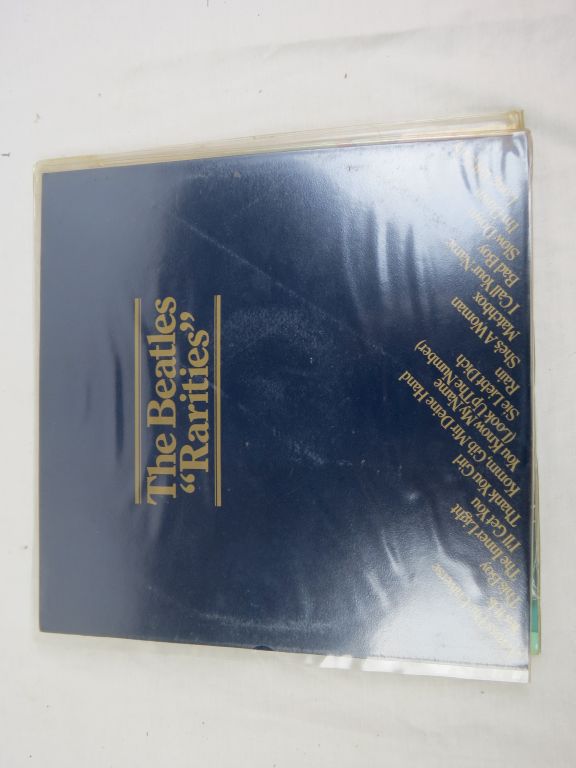 The Beatles
“Rarities”
The Inner Light
This Boy
I'll Get You
Thank You Girl
Komm, Gib Mir Deine Hand
You Know My Name
(Look Up The Number)
Sie Liebt Dich
Rain
She's A Woman
Matchbox
I Call Your Name
Bad Boy
Slow Down